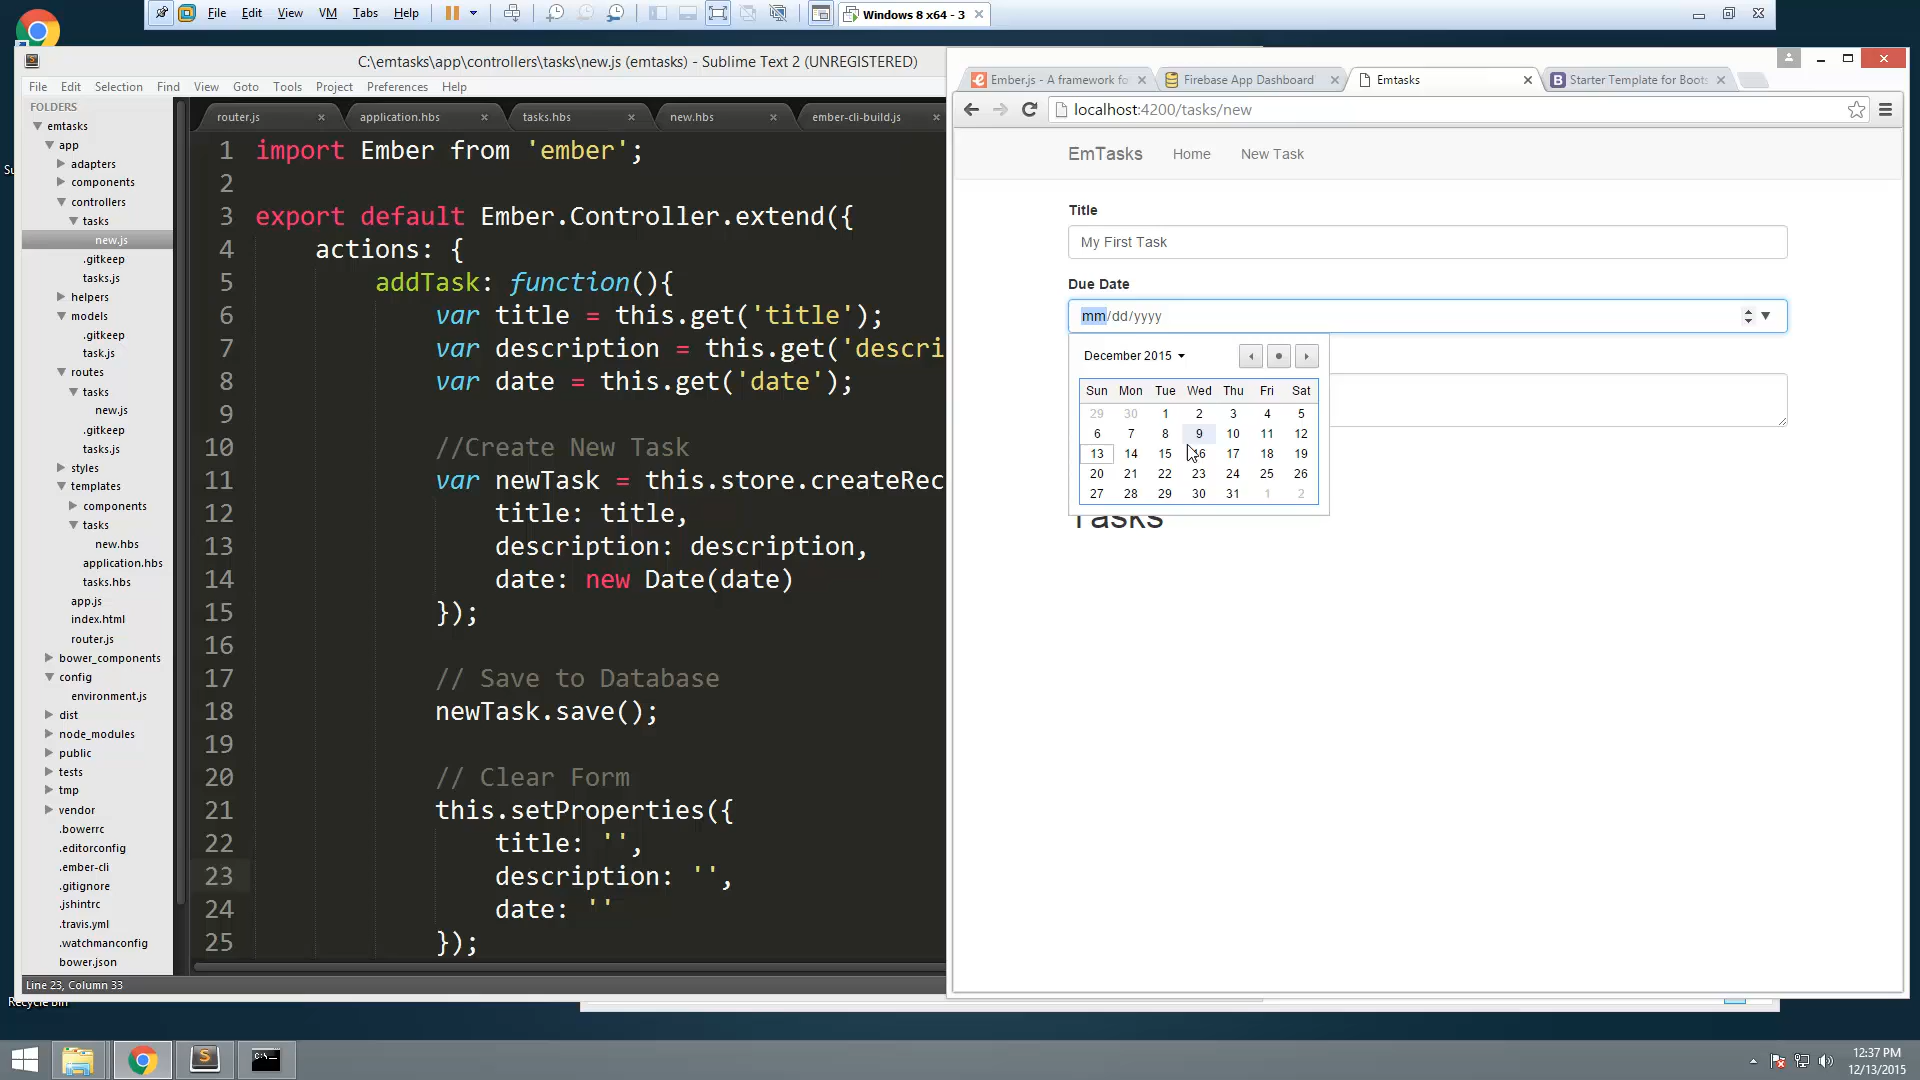 File Edit View VM Tabs Help
Windows 8 x64 - 3
C:\emtasks\app\controllers\tasks\new.js (emtasks) - Sublime Text 2 (UNREGISTERED)
File Edit Selection Find View Goto Tools Project Preferences Help
FOLDERS
emtasks
app
adapters
components
controllers
tasks
new.js
.gitkeep
tasks.js
helpers
models
.gitkeep
task.js
routes
tasks
new.js
.gitkeep
tasks.js
styles
templates
components
tasks
new.hbs
application.hbs
tasks.hbs
app.js
index.html
router.js
bower_components
config
environment.js
dist
node_modules
public
tests
tmp
vendor
.bowerrc
.editorconfig
.ember-cli
.gitignore
.jshintrc
.travis.yml
.watchmanconfig
bower.json
router.js application.hbs tasks.hbs new.hbs ember-cli-build.js
1 import Ember from 'ember';
2
3 export default Ember.Controller.extend({
4 actions: {
5 addTask: function(){
6 var title = this.get('title');
7 var description = this.get('descri
8 var date = this.get('date');
9
10 //Create New Task
11 var newTask = this.store.createRec
12 title: title,
13 description: description,
14 date: new Date(date)
15 });
16
17 // Save to Database
18 newTask.save();
19
20 // Clear Form
21 this.setProperties({
22 title: '',
23 description: '',
24 date: ''
25 });
Line 23, Column 33
Ember.js - A framework fo Firebase App Dashboard Emtasks Starter Template for Boots
localhost:4200/tasks/new
EmTasks Home New Task
Title
My First Task
Due Date
mm/dd/yyyy
December 2015
Sun Mon Tue Wed Thu Fri Sat
29 30 1 2 3 4 5
6 7 8 9 10 11 12
13 14 15 16 17 18 19
20 21 22 23 24 25 26
27 28 29 30 31 1 2
Tasks
Recycle Bin
12:37 PM
12/13/2015